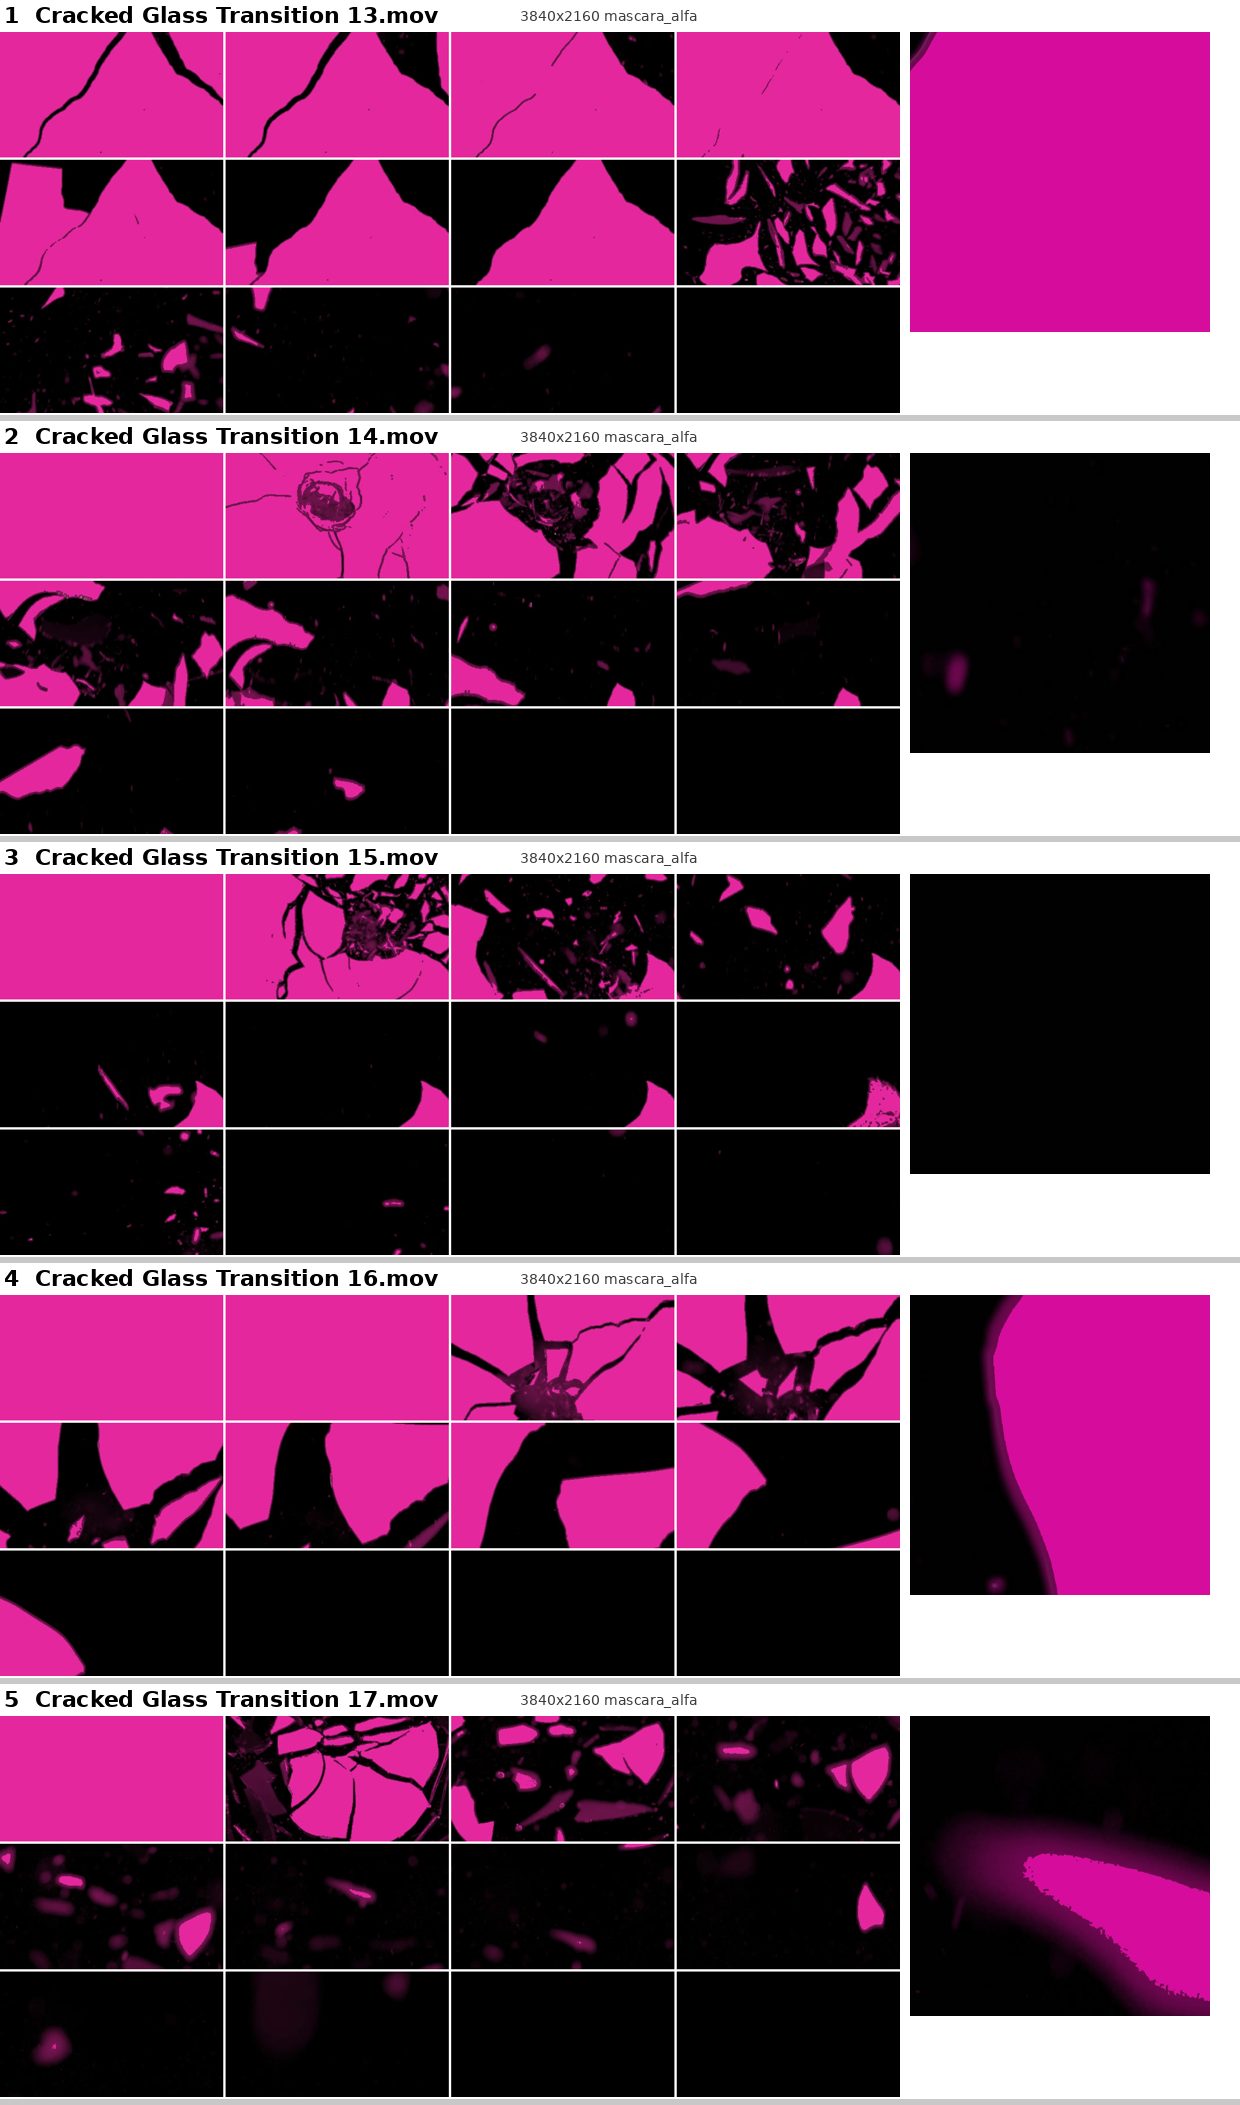 1 Cracked Glass Transition 13.mov 3840x2160 mascara_alfa
2 Cracked Glass Transition 14.mov 3840x2160 mascara_alfa
3 Cracked Glass Transition 15.mov 3840x2160 mascara_alfa
4 Cracked Glass Transition 16.mov 3840x2160 mascara_alfa
5 Cracked Glass Transition 17.mov 3840x2160 mascara_alfa